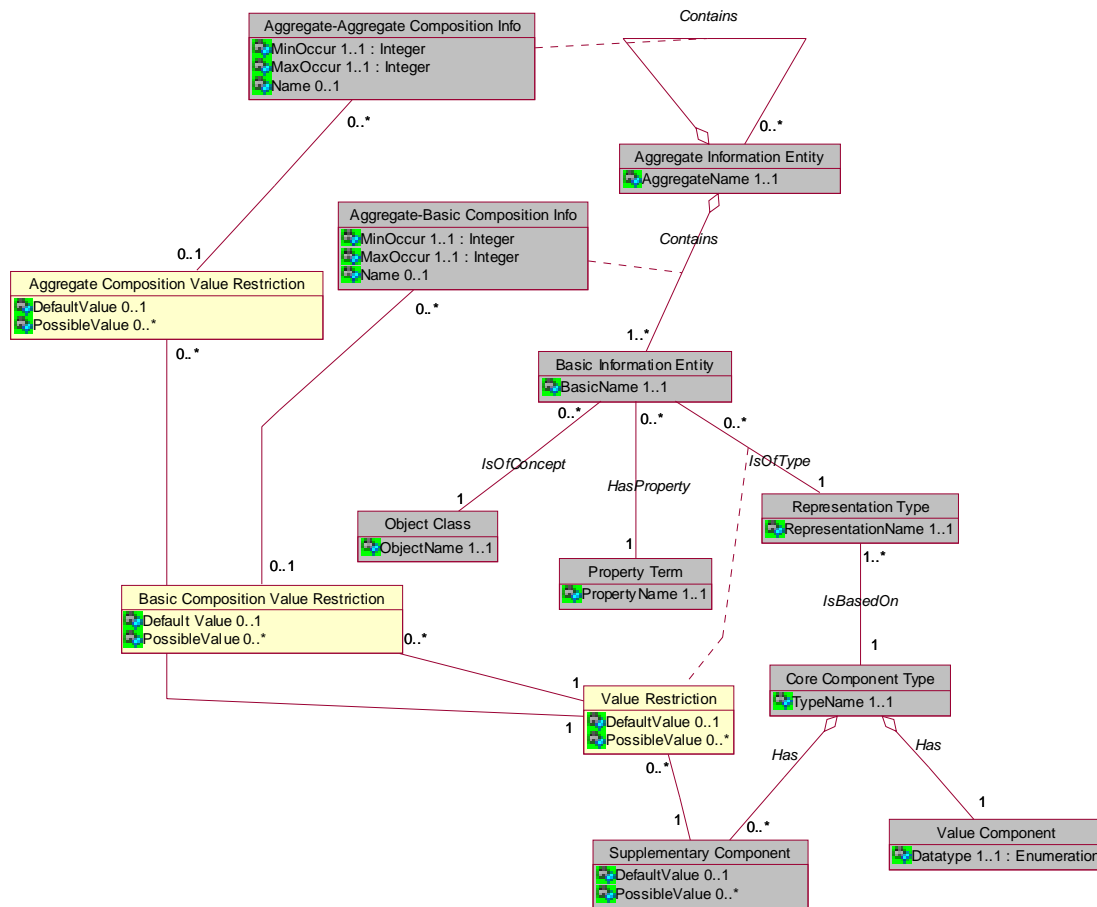 Contains
Aggregate-Aggregate Composition Info
MinOccur 1..1 : Integer
MaxOccur 1..1 : Integer
Name 0..1
0..*
0..*
Aggregate Information Entity
AggregateName 1..1
Aggregate-Basic Composition Info
MinOccur 1..1 : Integer
MaxOccur 1..1 : Integer
Name 0..1
Contains
0..1
Aggregate Composition Value Restriction
DefaultValue 0..1
PossibleValue 0..*
0..*
0..*
1..*
Basic Information Entity
BasicName 1..1
0..*
0..*
0..*
IsOfConcept
IsOfType
HasProperty
1
1
Object Class
ObjectName 1..1
Representation Type
RepresentationName 1..1
1
Property Term
PropertyName 1..1
1..*
0..1
Basic Composition Value Restriction
Default Value 0..1
PossibleValue 0..*
IsBasedOn
0..*
1
1
Core Component Type
TypeName 1..1
Value Restriction
DefaultValue 0..1
PossibleValue 0..*
1
Has
Has
0..*
1
0..*
1
Supplementary Component
DefaultValue 0..1
PossibleValue 0..*
Value Component
Datatype 1..1 : Enumeration